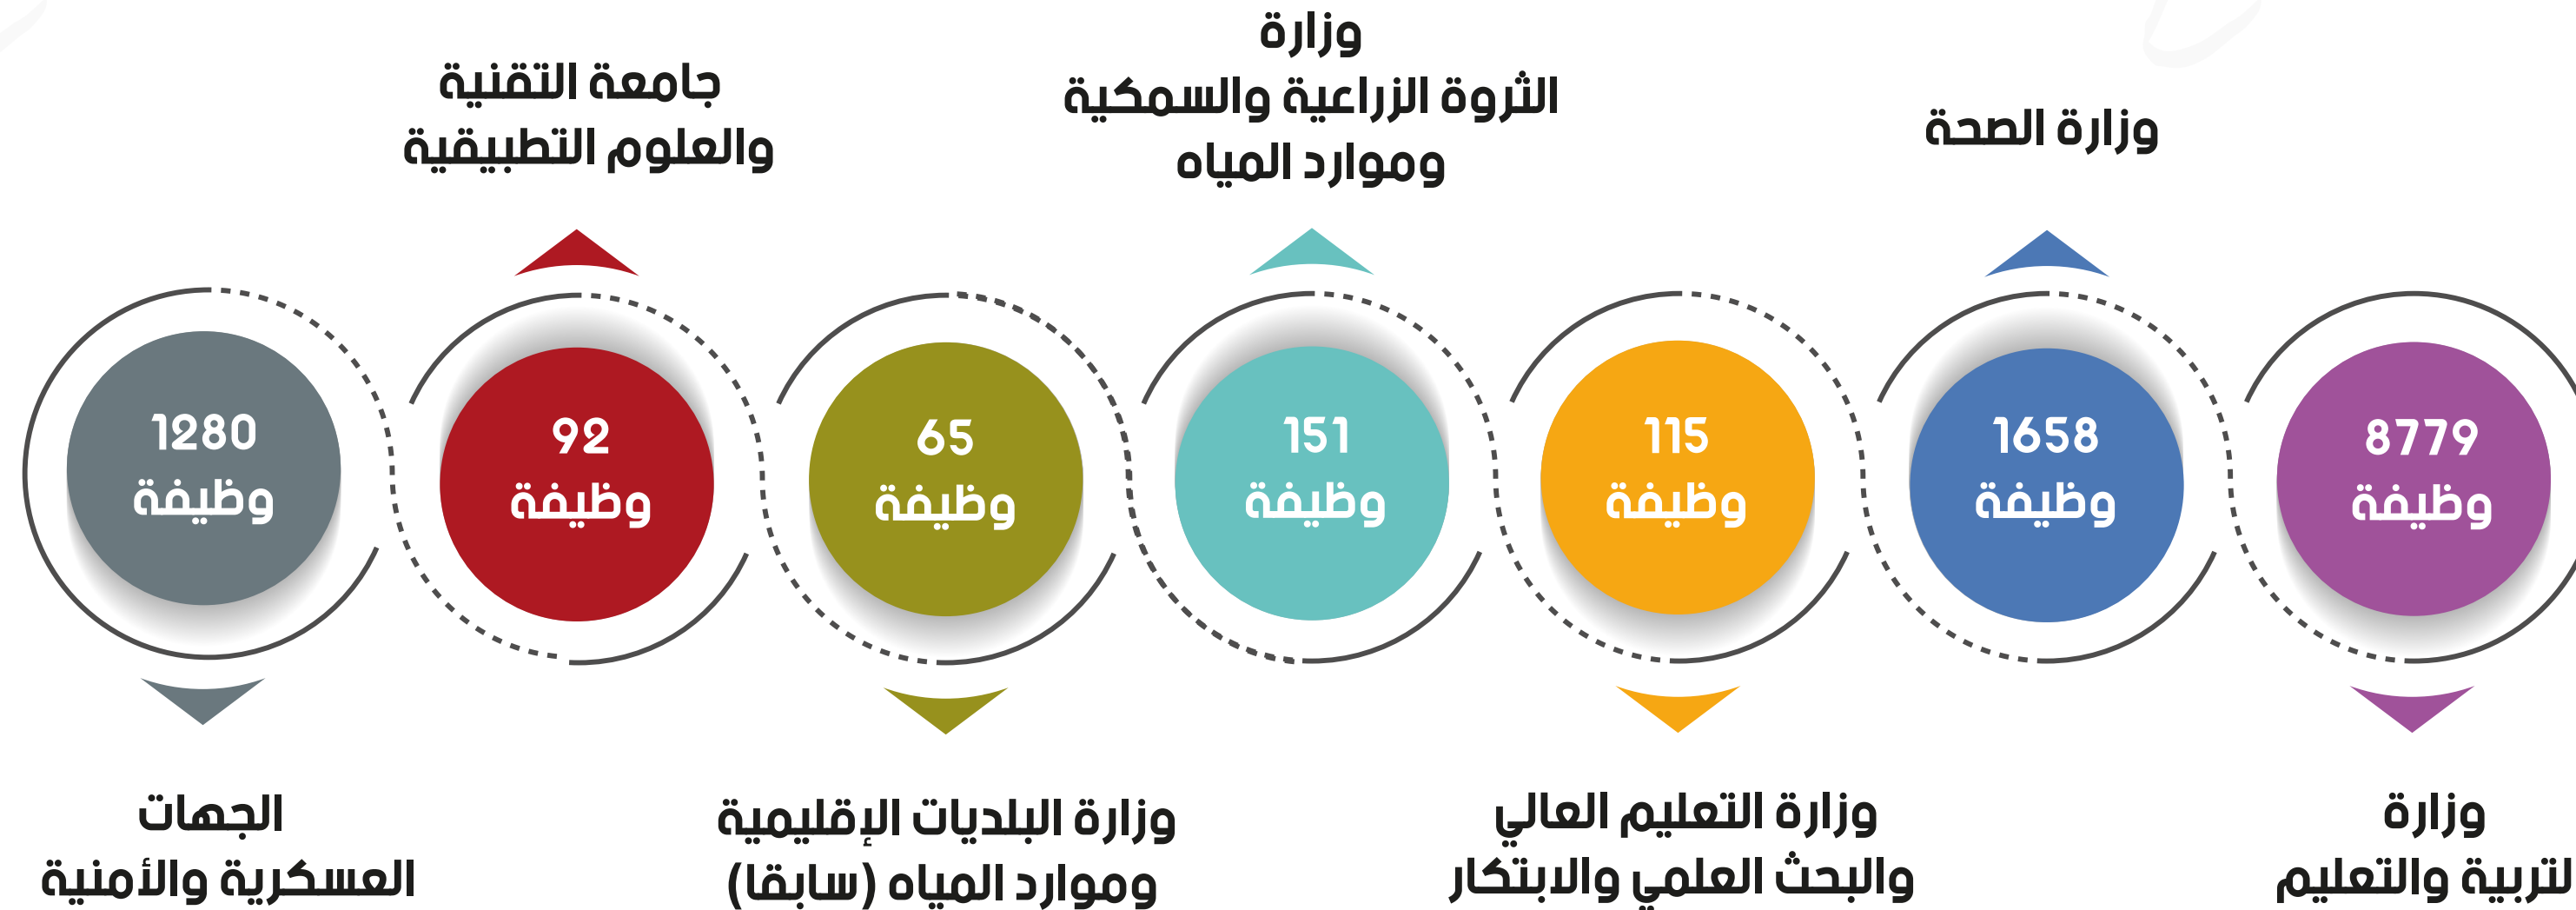 8779
وظيفة
وزارة
لتربية والتعليم
وزارة الصحة
1658
وظيفة
115
وظيفة
وزارة التعليم العالي
والبحث العلمي والابتكار
وزارة
الثروة الزراعية والسمكية
وموارد المياه
151
وظيفة
65
وظيفة
وزارة البلديات الإقليمية
وموارد المياه (سابقا)
جامعة التقنية
والعلوم التطبيقية
92
وظيفة
1280
وظيفة
الجهات
العسكرية والأمنية